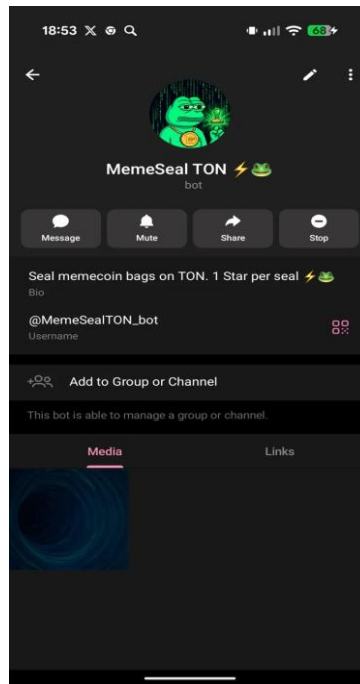 18:53
68
MemeSeal TON ⚡🐸
bot
Message
Mute
Share
Stop
Seal memecoin bags on TON. 1 Star per seal ⚡🐸
Bio
@MemeSealTON_bot
Username
Add to Group or Channel
This bot is able to manage a group or channel.
Media
Links